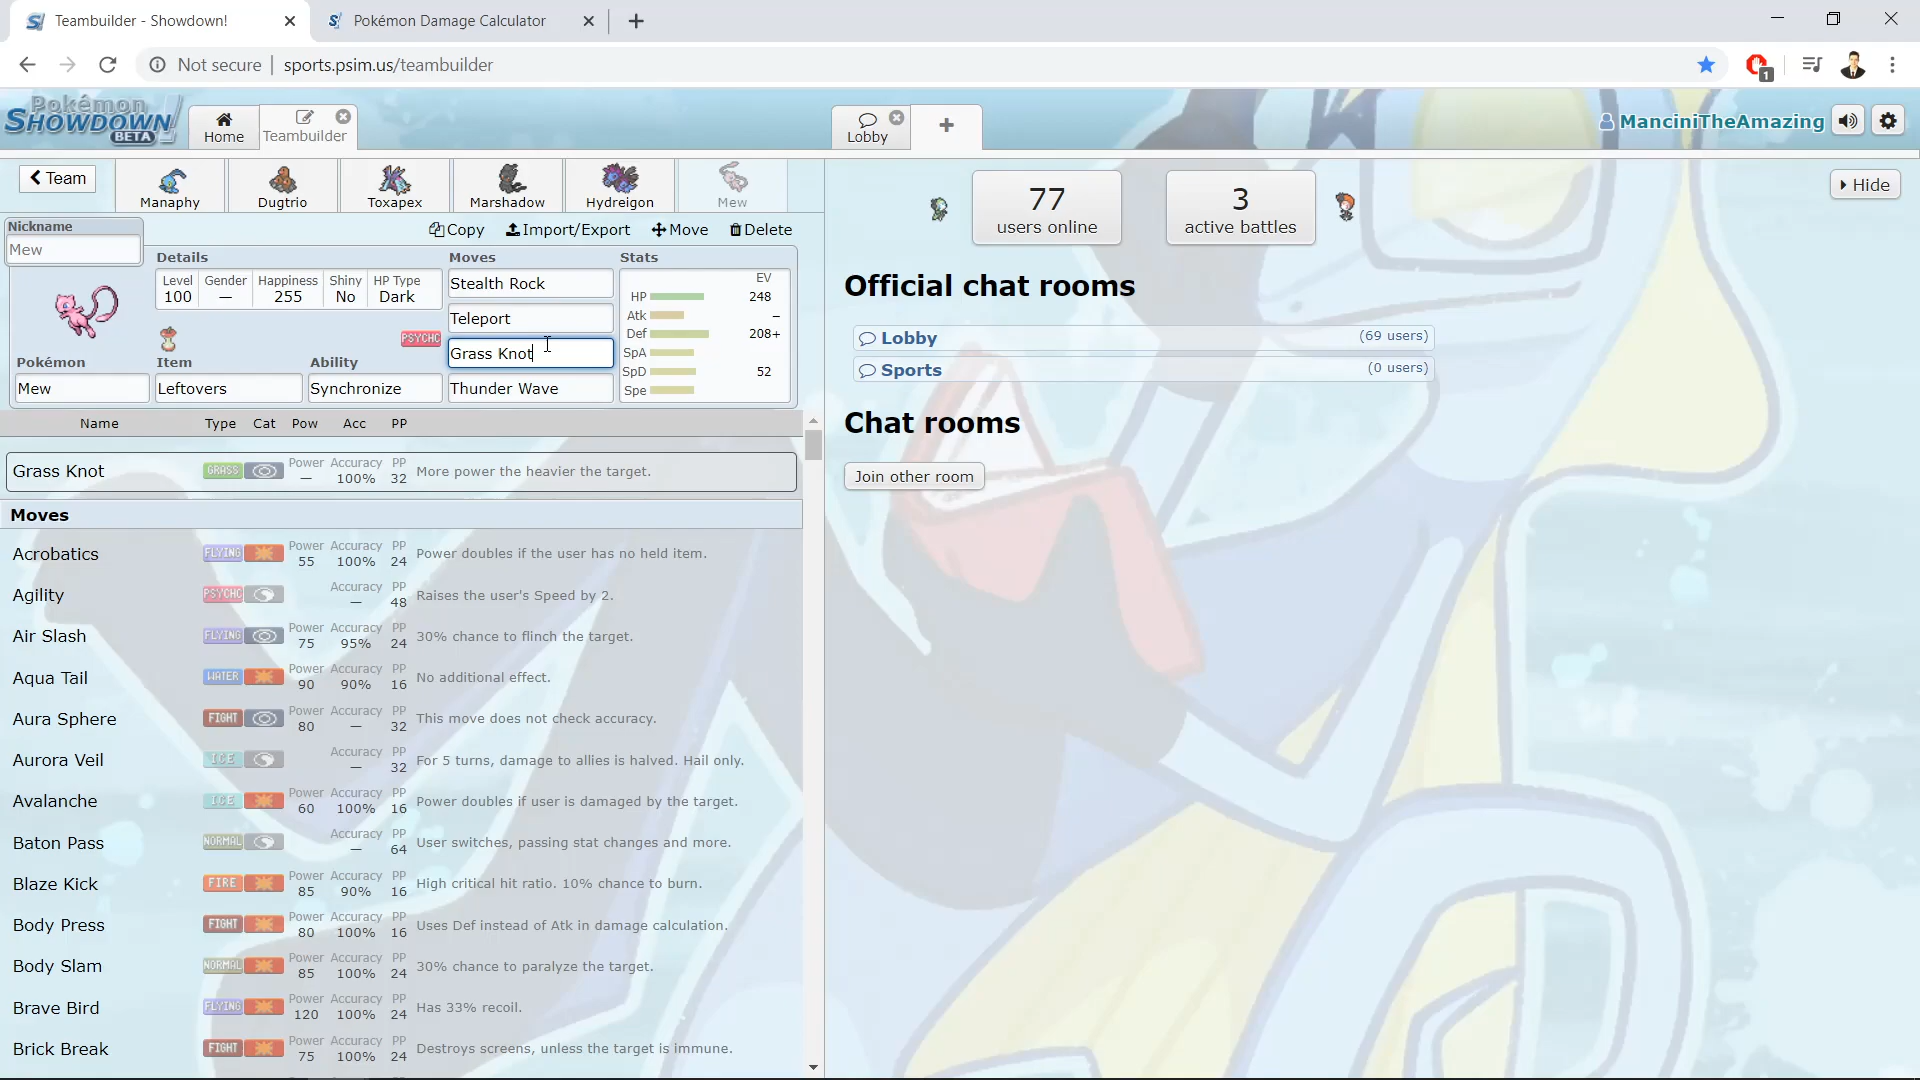 Teambuilder - Showdown!
Pokémon Damage Calculator
Not secure
sports.psim.us/teambuilder
1
Pokémon
Showdown
BETA
Home
Teambuilder
Lobby
ManciniTheAmazing
Team
Manaphy
Dugtrio
Toxapex
Marshadow
Hydreigon
Mew
Hide
77
users online
3
active battles
Nickname
Mew
Copy
Import/Export
Move
Delete
Details
Moves
Stats
Level
100
Gender
—
Happiness
255
Shiny
No
HP Type
Dark
Stealth Rock
Teleport
Grass Knot
Thunder Wave
EV
HP 248
Atk –
Def 208+
SpA
SpD 52
Spe
PSYCHC
Pokémon
Mew
Item
Leftovers
Ability
Synchronize
Official chat rooms
Lobby (69 users)
Sports (0 users)
Chat rooms
Join other room
Name Type Cat Pow Acc PP
Power Accuracy PP
Grass Knot GRASS — 100% 32 More power the heavier the target.
Moves
Power Accuracy PP
Acrobatics FLYING 55 100% 24 Power doubles if the user has no held item.
Accuracy PP
Agility PSYCHC — 48 Raises the user's Speed by 2.
Power Accuracy PP
Air Slash FLYING 75 95% 24 30% chance to flinch the target.
Power Accuracy PP
Aqua Tail WATER 90 90% 16 No additional effect.
Power Accuracy PP
Aura Sphere FIGHT 80 — 32 This move does not check accuracy.
Accuracy PP
Aurora Veil ICE — 32 For 5 turns, damage to allies is halved. Hail only.
Power Accuracy PP
Avalanche ICE 60 100% 16 Power doubles if user is damaged by the target.
Accuracy PP
Baton Pass NORMAL — 64 User switches, passing stat changes and more.
Power Accuracy PP
Blaze Kick FIRE 85 90% 16 High critical hit ratio. 10% chance to burn.
Power Accuracy PP
Body Press FIGHT 80 100% 16 Uses Def instead of Atk in damage calculation.
Power Accuracy PP
Body Slam NORMAL 85 100% 24 30% chance to paralyze the target.
Power Accuracy PP
Brave Bird FLYING 120 100% 24 Has 33% recoil.
Power Accuracy PP
Brick Break FIGHT 75 100% 24 Destroys screens, unless the target is immune.